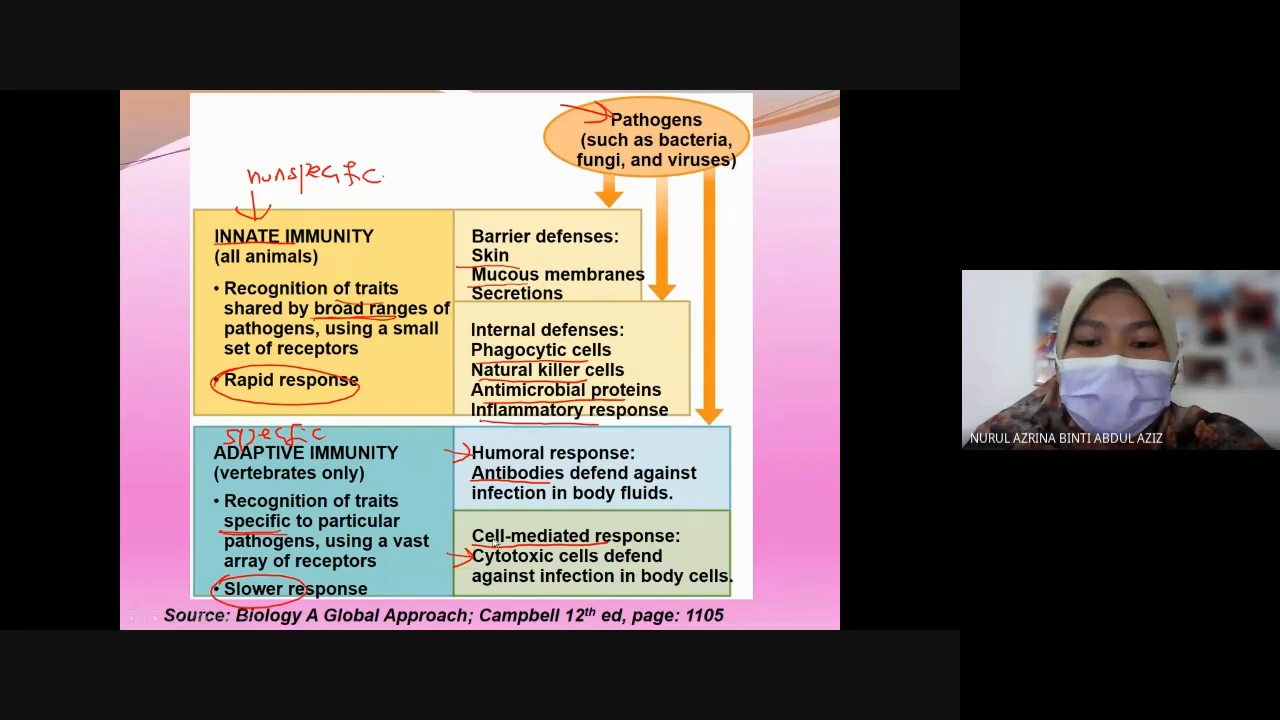 Pathogens
(such as bacteria,
fungi, and viruses)
nonspecific
INNATE IMMUNITY
(all animals)
• Recognition of traits
shared by broad ranges of
pathogens, using a small
set of receptors
• Rapid response
Barrier defenses:
Skin
Mucous membranes
Secretions
Internal defenses:
Phagocytic cells
Natural killer cells
Antimicrobial proteins
Inflammatory response
specific
ADAPTIVE IMMUNITY
(vertebrates only)
• Recognition of traits
specific to particular
pathogens, using a vast
array of receptors
• Slower response
Humoral response:
Antibodies defend against
infection in body fluids.
Cell-mediated response:
Cytotoxic cells defend
against infection in body cells.
Source: Biology A Global Approach; Campbell 12th ed, page: 1105
NURUL AZRINA BINTI ABDUL AZIZ